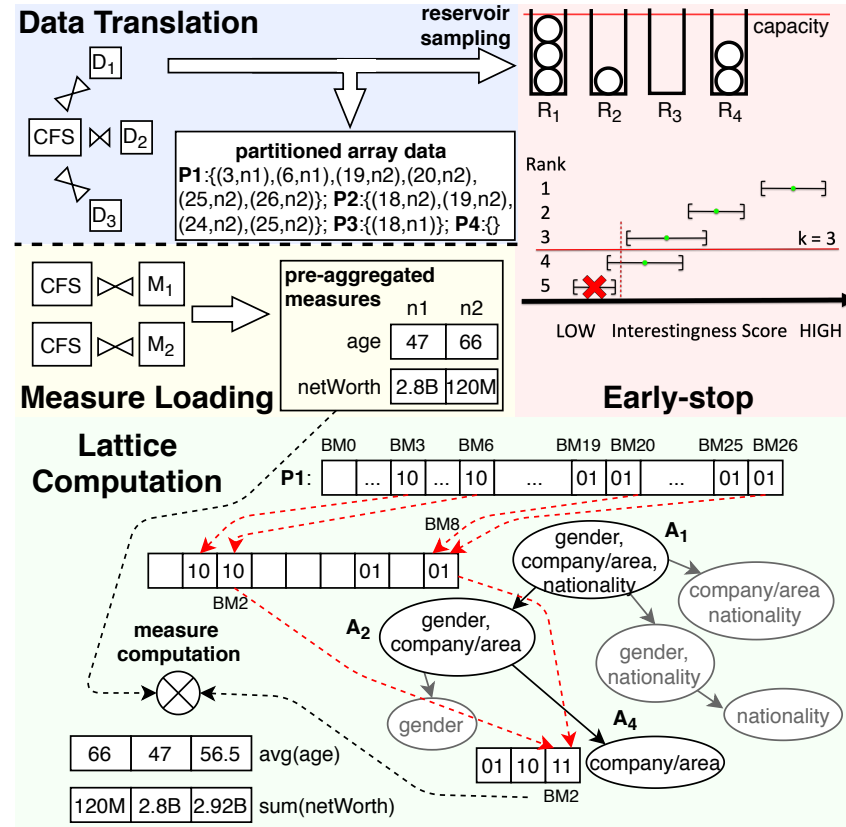 Data Translation
reservoir
sampling
capacity
D1
CFS
D2
D3
R1 R2 R3 R4
partitioned array data
P1:{(3,n1),(6,n1),(19,n2),(20,n2),
(25,n2),(26,n2)}; P2:{(18,n2),(19,n2),
(24,n2),(25,n2)}; P3:{(18,n1)}; P4:{}
Rank
1
2
3
k = 3
4
5
LOW Interestingness Score HIGH
Early-stop
CFS M1
CFS M2
Measure Loading
pre-aggregated
measures
n1 n2
age 47 66
netWorth 2.8B 120M
Lattice
Computation
BM0 BM3 BM6 BM19 BM20 BM25 BM26
P1: ... 10 ... 10 ... 01 01 ... 01 01
BM8
10 10 01 01
BM2
A1
gender,
company/area,
nationality
company/area
nationality
A2
gender,
company/area
gender,
nationality
measure
computation
gender
nationality
A4
company/area
01 10 11
BM2
66 47 56.5 avg(age)
120M 2.8B 2.92B sum(netWorth)